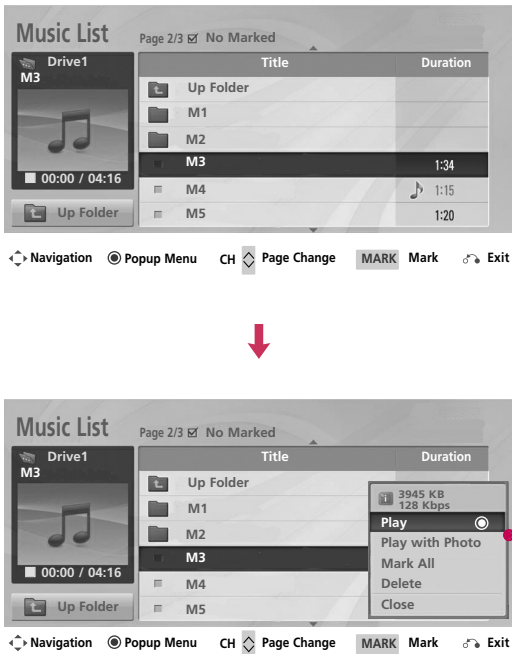 Music List
Page 2/3 No Marked
Drive1
M3
00:00 / 04:16
Up Folder
Title Duration
Up Folder
M1
M2
M3 1:34
M4 1:15
M5 1:20
Navigation Popup Menu CH Page Change MARK Mark Exit
Music List
Page 2/3 No Marked
Drive1
M3
00:00 / 04:16
Up Folder
Title Duration
Up Folder
M1
M2
M3
M4
M5
3945 KB
128 Kbps
Play
Play with Photo
Mark All
Delete
Close
Navigation Popup Menu CH Page Change MARK Mark Exit